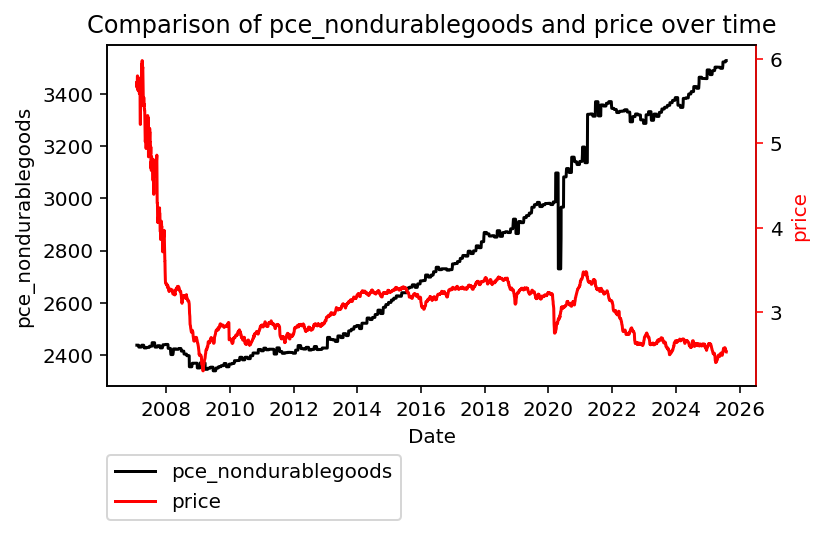 Comparison of pce_nondurablegoods and price over time
pce_nondurablegoods
3400
3200
3000
2800
2600
2400
6
5
4
3
price
2008 2010 2012 2014 2016 2018 2020 2022 2024 2026
Date
pce_nondurablegoods
price